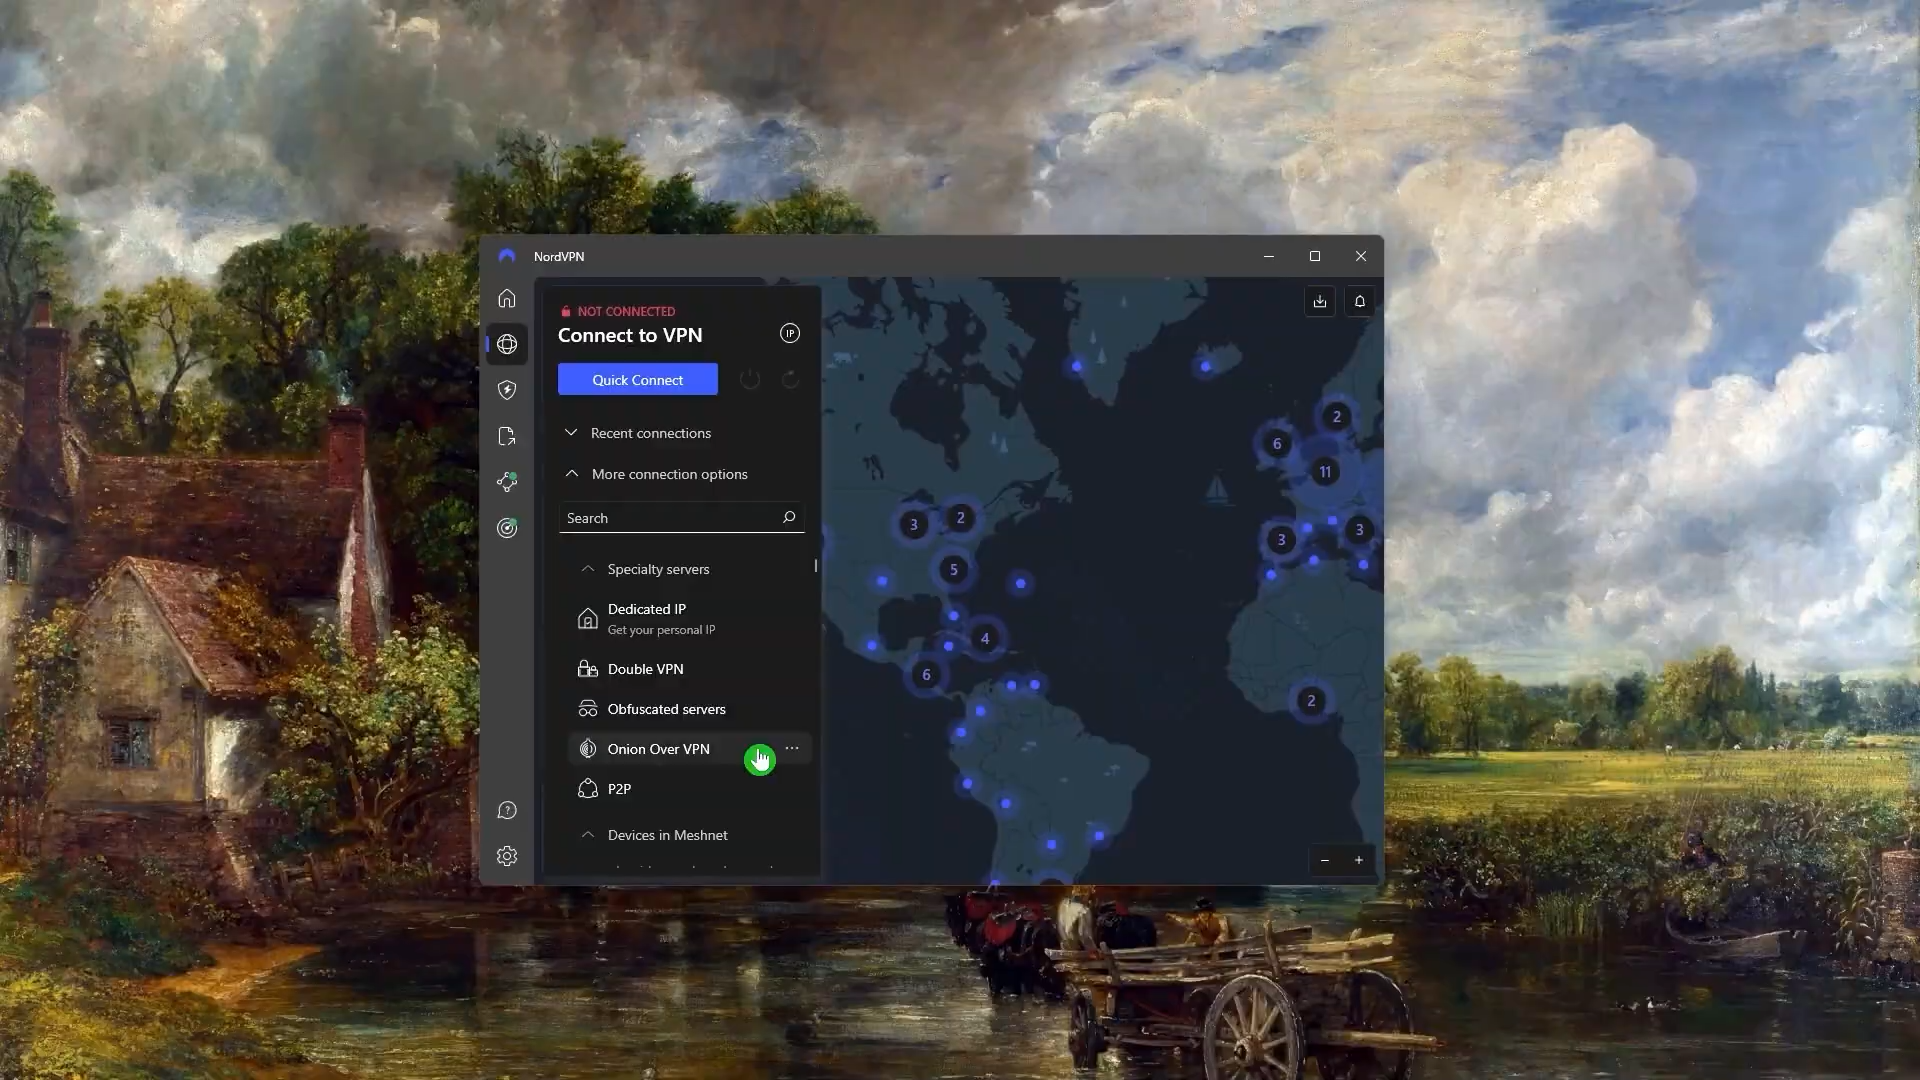 NordVPN
NOT CONNECTED
Connect to VPN
IP
Quick Connect
Recent connections
More connection options
Search
Specialty servers
Dedicated IP
Get your personal IP
Double VPN
Obfuscated servers
Onion Over VPN
P2P
Devices in Meshnet
2
6
11
3
2
3
3
5
4
6
2